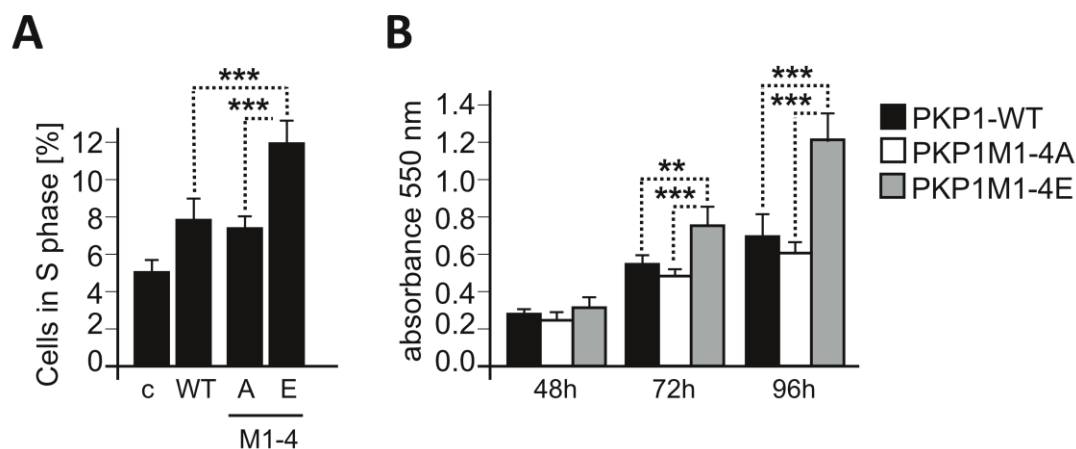 A
Cells in S phase [%]
12
10
8
6
4
2
0
***
***
c WT A E
M1-4
B
absorbance 550 nm
1.4
1.2
1.0
0.8
0.6
0.4
0.2
0
**
***
***
***
48h 72h 96h
PKP1-WT
PKP1M1-4A
PKP1M1-4E